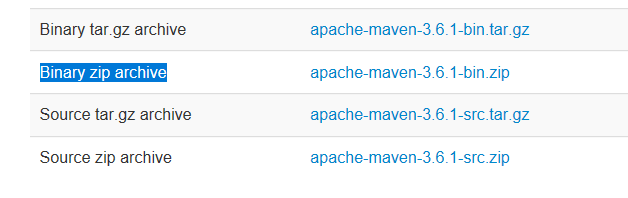 Binary tar.gz archive apache-maven-3.6.1-bin.tar.gz
Binary zip archive apache-maven-3.6.1-bin.zip
Source tar.gz archive apache-maven-3.6.1-src.tar.gz
Source zip archive apache-maven-3.6.1-src.zip